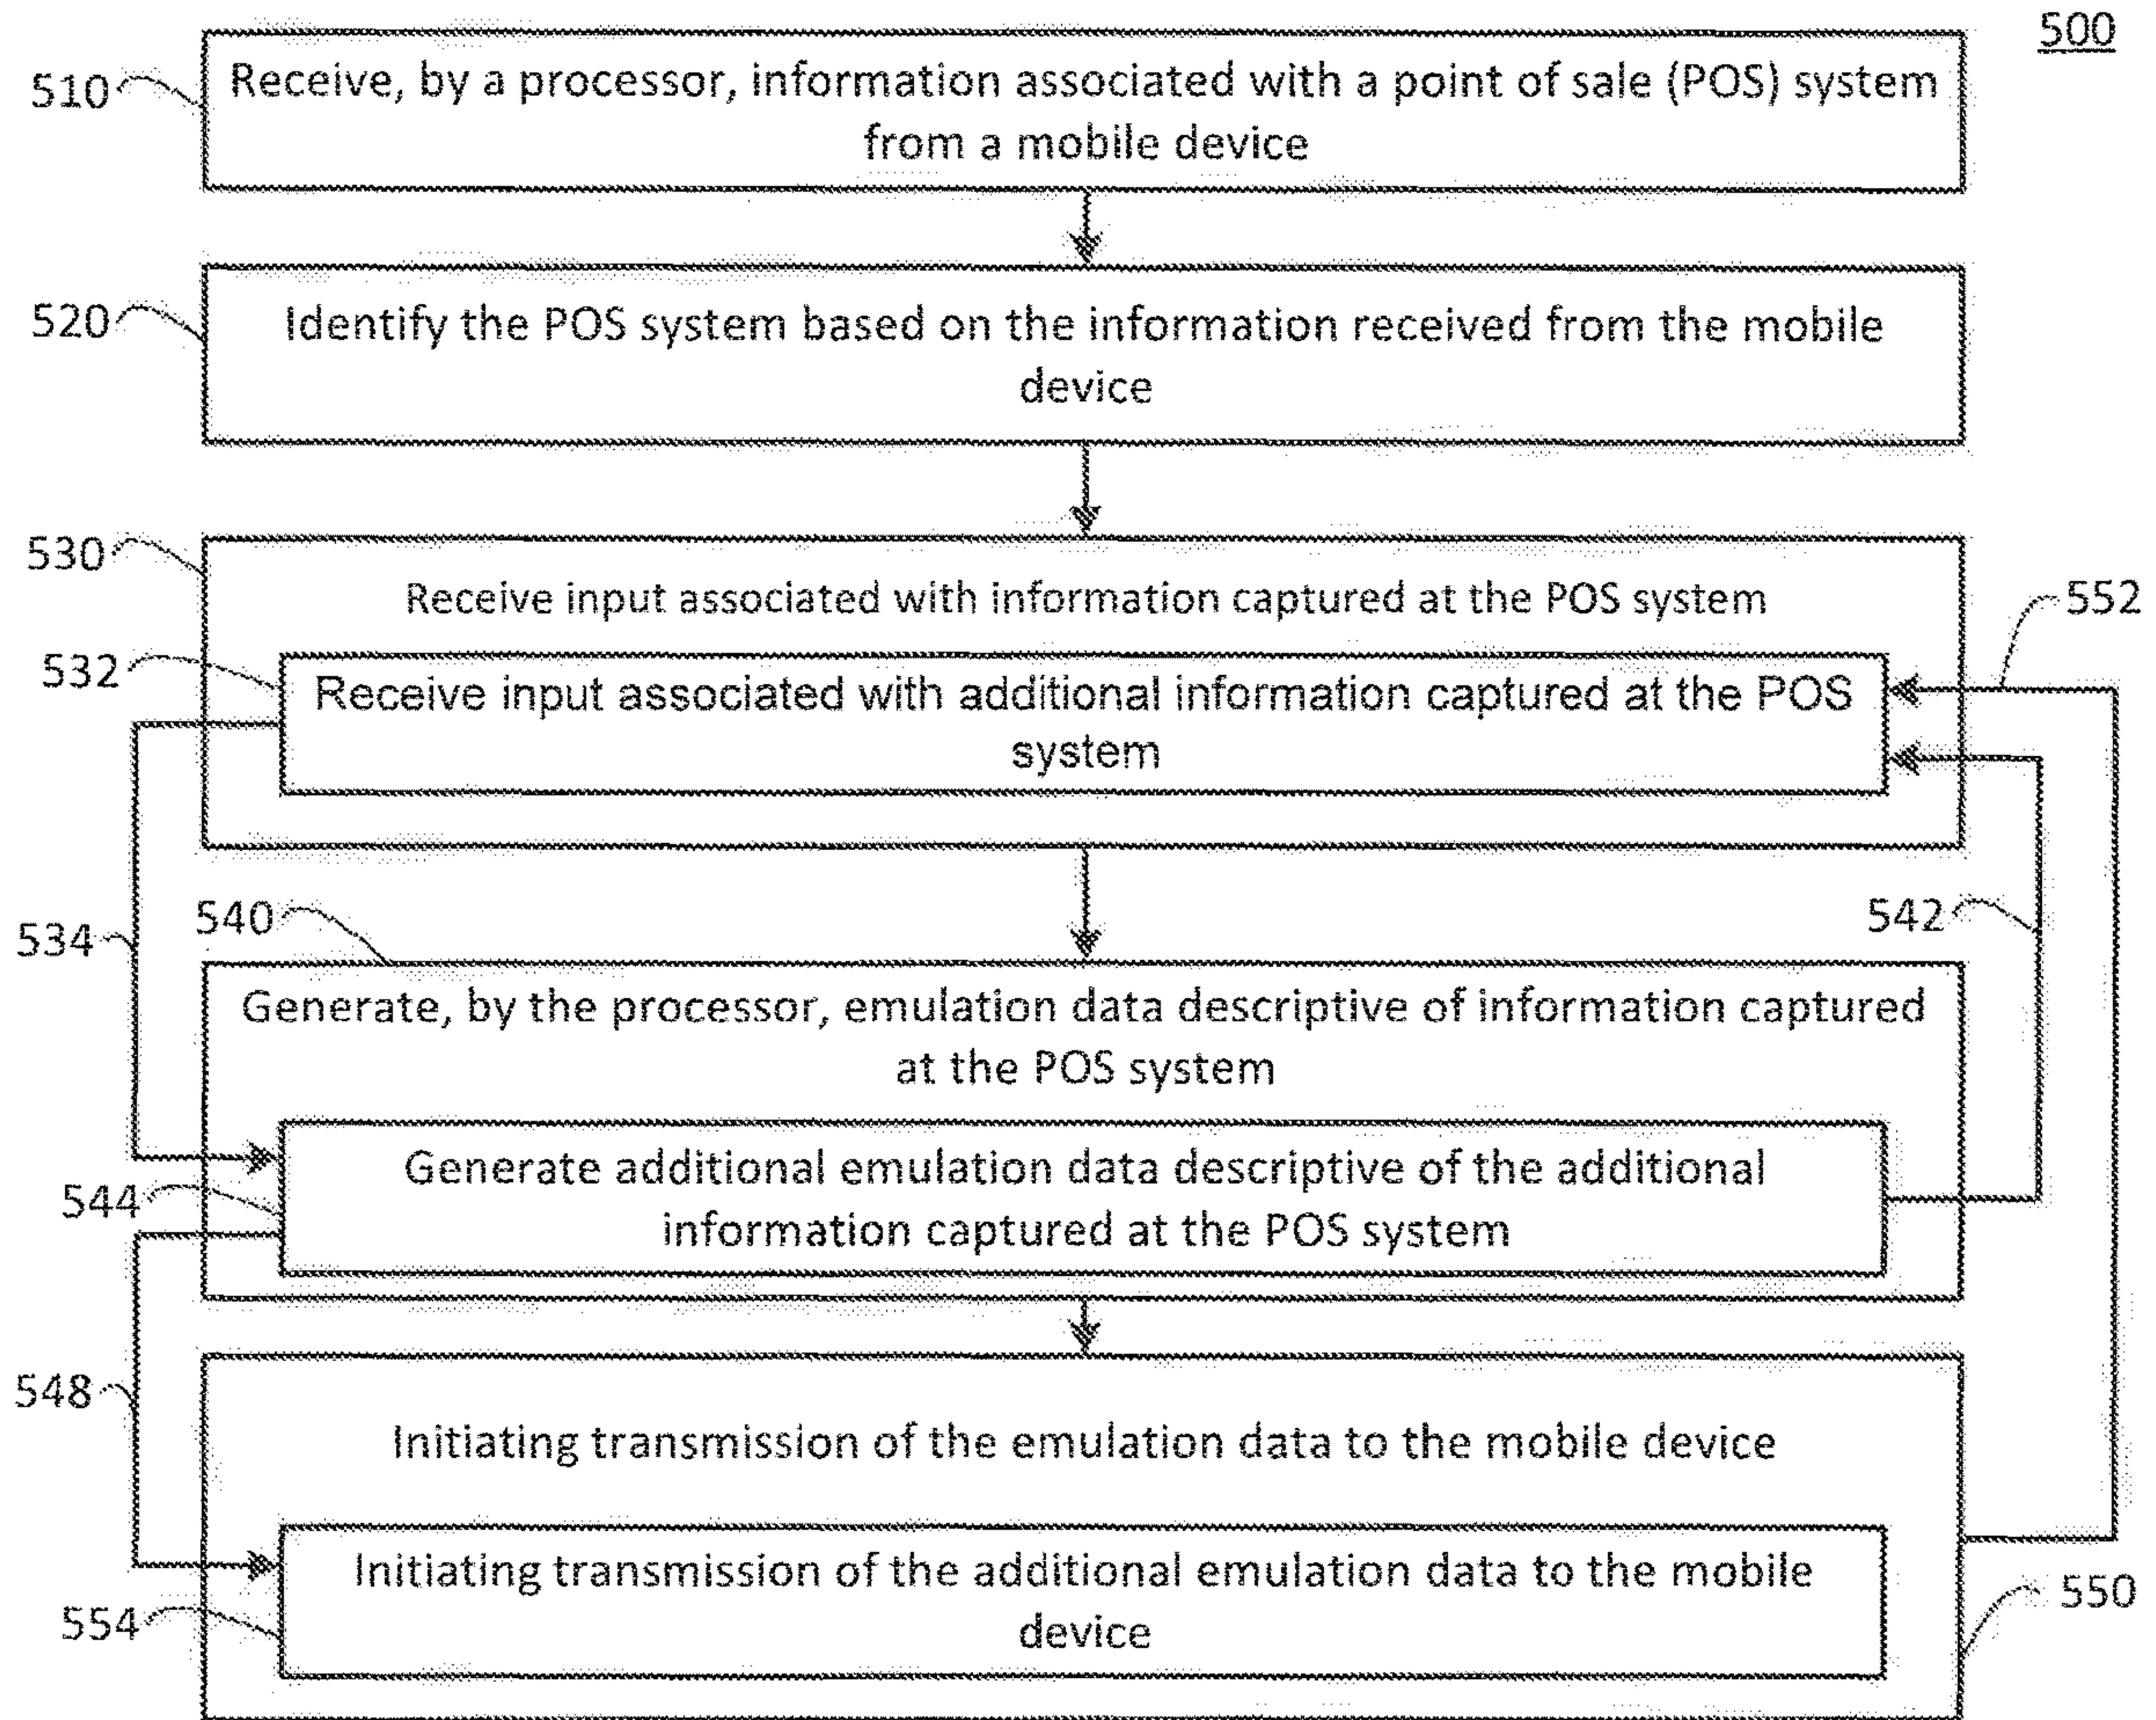 500
510
Receive, by a processor, information associated with a point of sale (POS) system
from a mobile device
520
Identify the POS system based on the information received from the mobile
device
530
Receive input associated with information captured at the POS system
552
532
Receive input associated with additional information captured at the POS
system
534
540
542
Generate, by the processor, emulation data descriptive of information captured
at the POS system
544
Generate additional emulation data descriptive of the additional
information captured at the POS system
548
Initiating transmission of the emulation data to the mobile device
554
Initiating transmission of the additional emulation data to the mobile
device
550